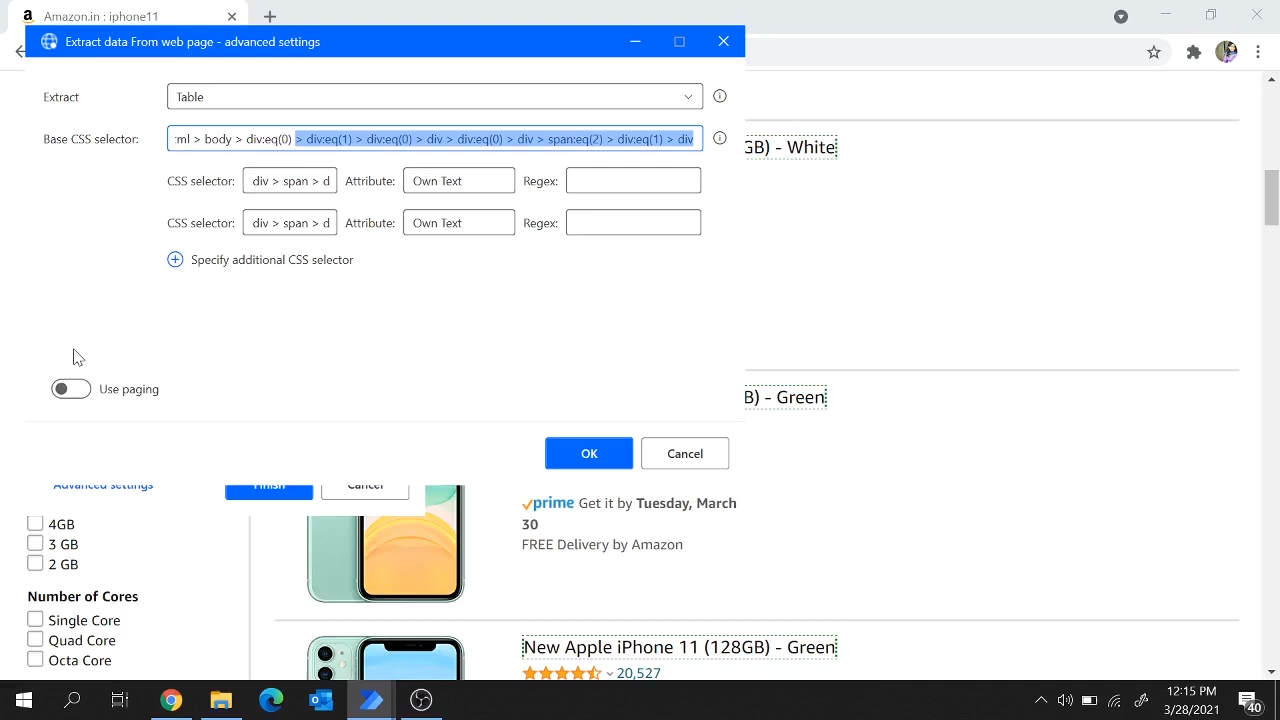 Amazon.in : iphone11
Extract data From web page - advanced settings
Extract
Table
Base CSS selector:
:ml > body > div:eq(0) > div:eq(1) > div:eq(0) > div > div:eq(0) > div > span:eq(2) > div:eq(1) > div
CSS selector:
div > span > d
Attribute:
Own Text
Regex:
CSS selector:
div > span > d
Attribute:
Own Text
Regex:
Specify additional CSS selector
Use paging
OK
Cancel
Advanced settings
Finish
Cancel
GB) - White
B) - Green
4GB
3 GB
2 GB
Number of Cores
Single Core
Quad Core
Octa Core
prime Get it by Tuesday, March
30
FREE Delivery by Amazon
New Apple iPhone 11 (128GB) - Green
20,527
12:15 PM
3/28/2021
40